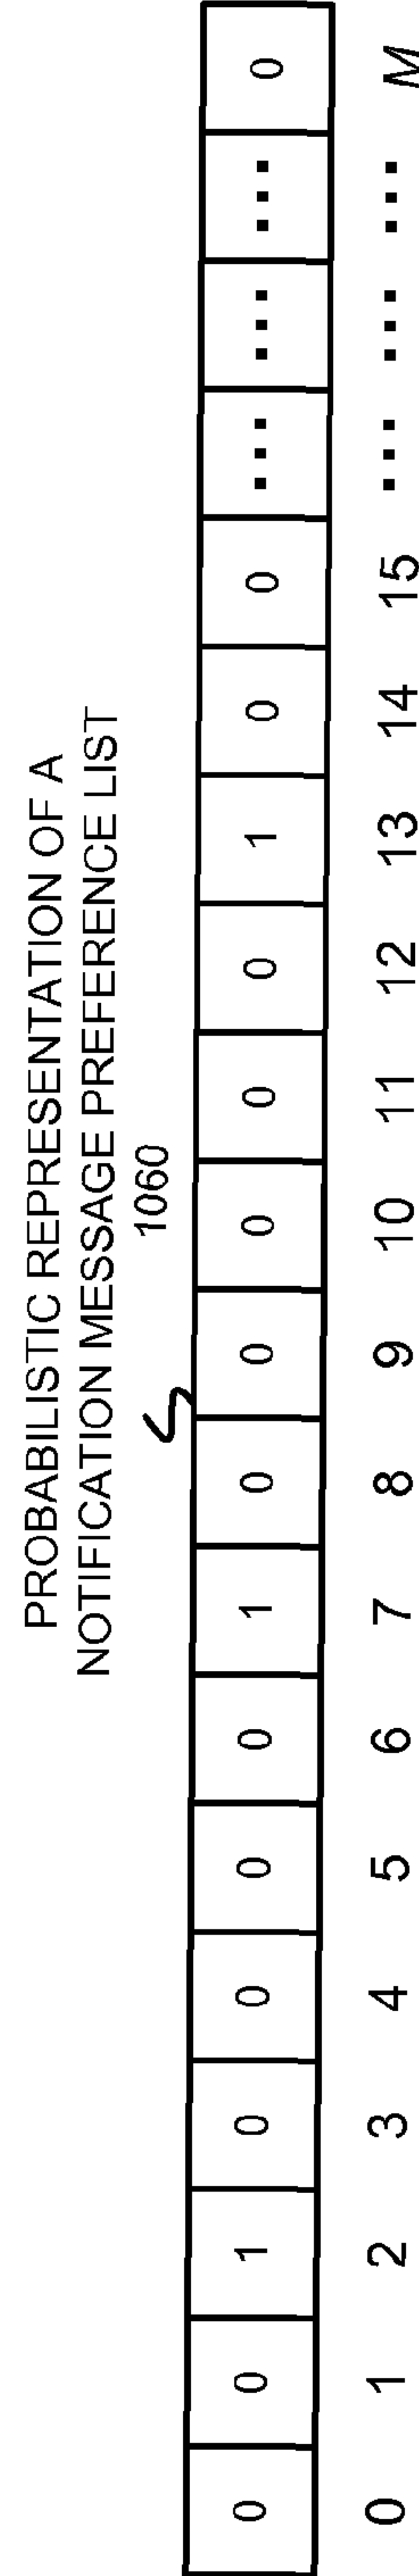 PROBABILISTIC REPRESENTATION OF A
NOTIFICATION MESSAGE PREFERENCE LIST
1060
0 0 1 0 0 0 0 1 0 0 0 0 0 1 0 0 ... ... ... 0
0 1 2 3 4 5 6 7 8 9 10 11 12 13 14 15 ... ... ... M